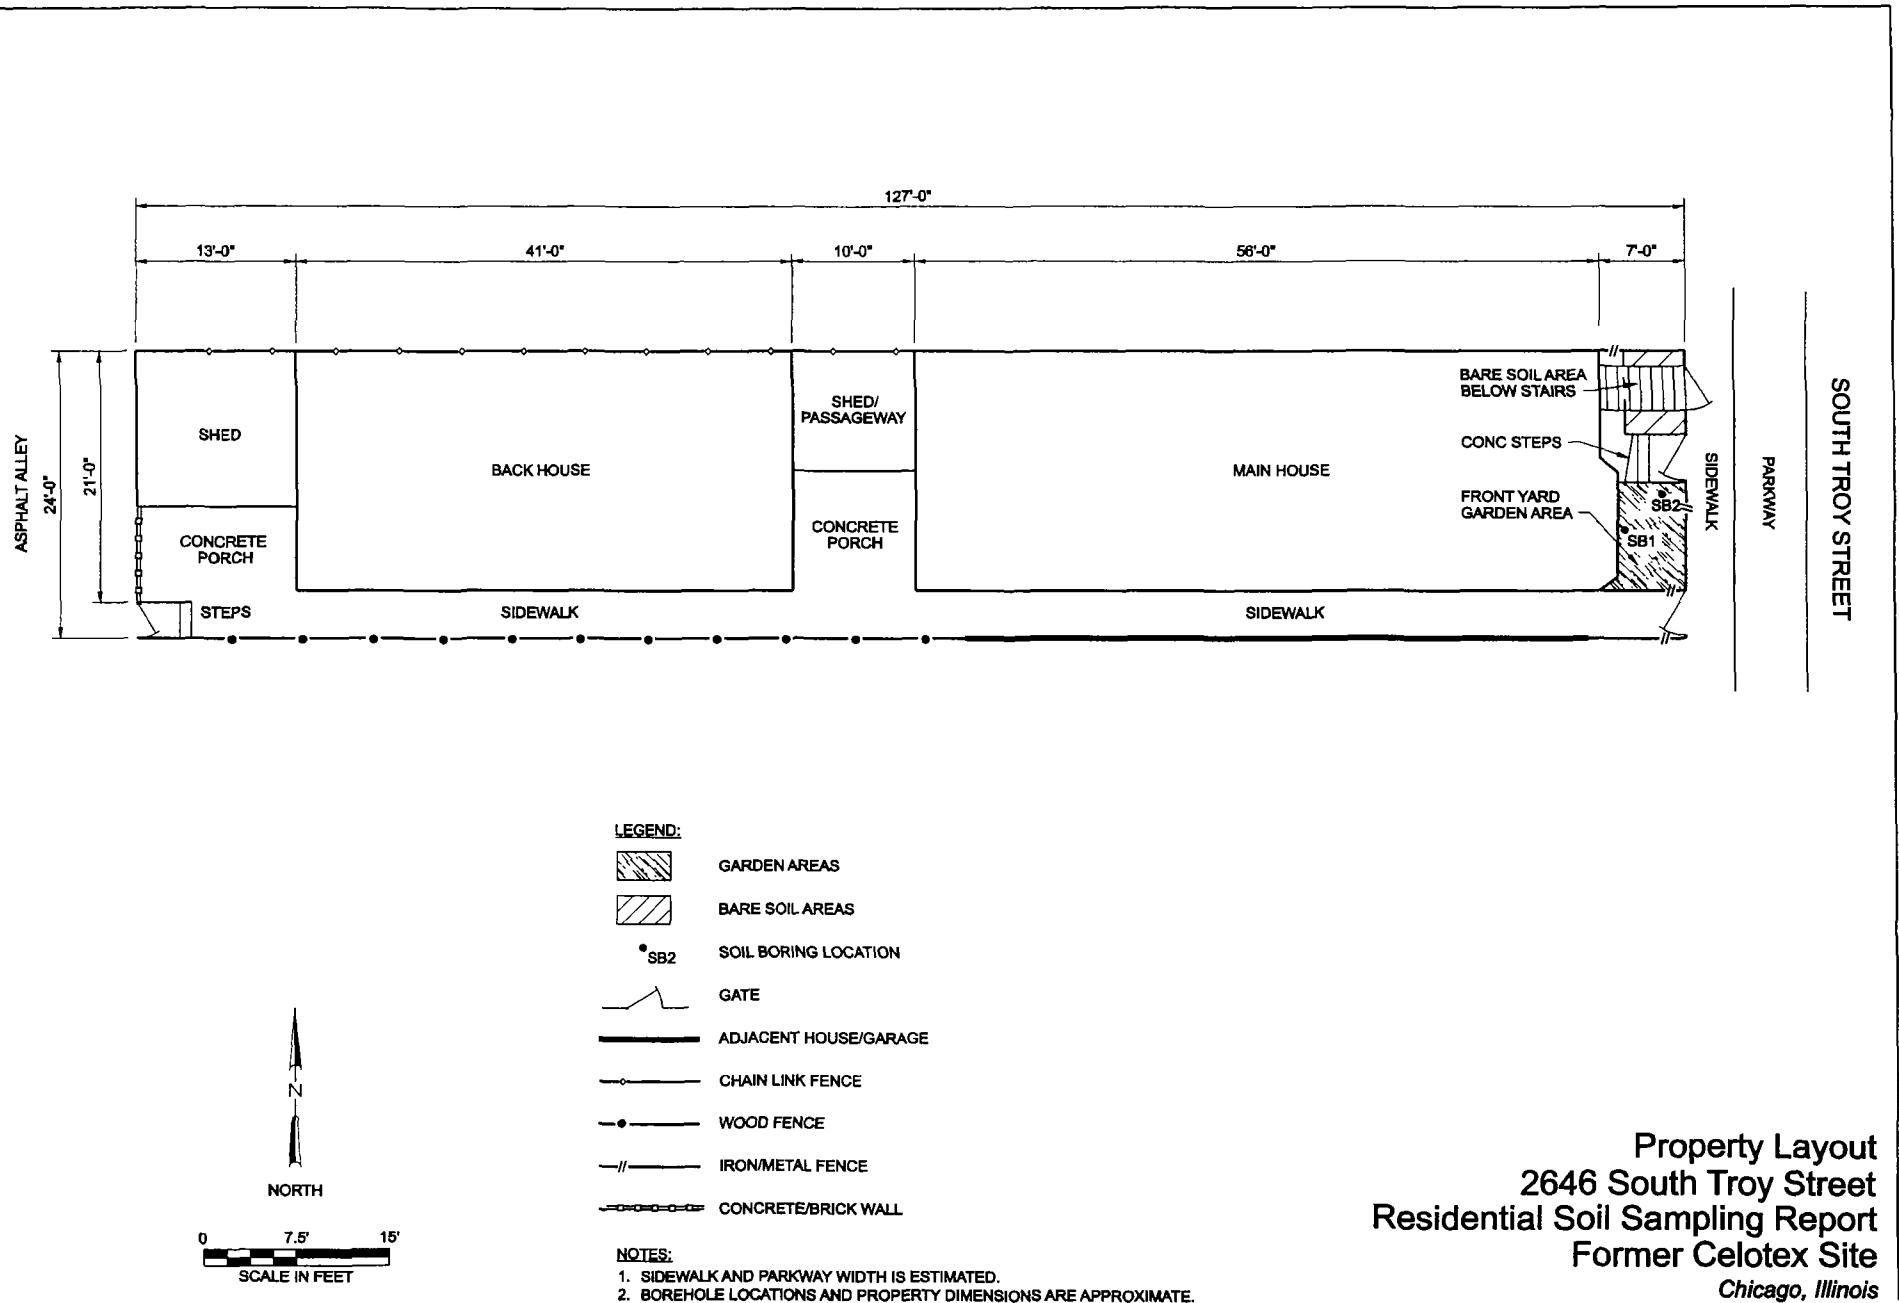 127'-0"
13'-0"
41'-0"
10'-0"
56'-0"
7'-0"
ASPHALT ALLEY
24'-0"
21'-0"
SHED
CONCRETE
PORCH
STEPS
BACK HOUSE
SIDEWALK
SHED/
PASSAGEWAY
CONCRETE
PORCH
MAIN HOUSE
SIDEWALK
BARE SOIL AREA
BELOW STAIRS
CONC STEPS
FRONT YARD
GARDEN AREA
SB2
SB1
SIDEWALK
PARKWAY
SOUTH TROY STREET
LEGEND:
GARDEN AREAS
BARE SOIL AREAS
SB2 SOIL BORING LOCATION
GATE
ADJACENT HOUSE/GARAGE
CHAIN LINK FENCE
WOOD FENCE
IRON/METAL FENCE
CONCRETE/BRICK WALL
NOTES:
1. SIDEWALK AND PARKWAY WIDTH IS ESTIMATED.
2. BOREHOLE LOCATIONS AND PROPERTY DIMENSIONS ARE APPROXIMATE.
N
NORTH
0 7.5' 15'
SCALE IN FEET
Property Layout
2646 South Troy Street
Residential Soil Sampling Report
Former Celotex Site
Chicago, Illinois